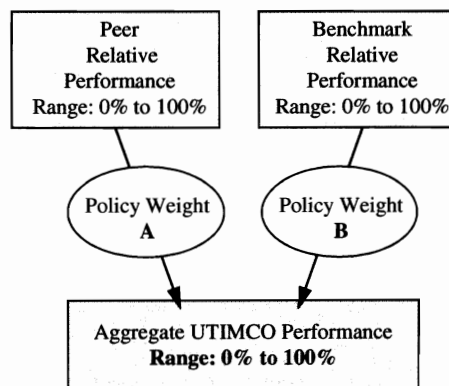 Peer
Relative
Performance
Range: 0% to 100%
Benchmark
Relative
Performance
Range: 0% to 100%
Policy Weight
A
Policy Weight
B
Aggregate UTIMCO Performance
Range: 0% to 100%